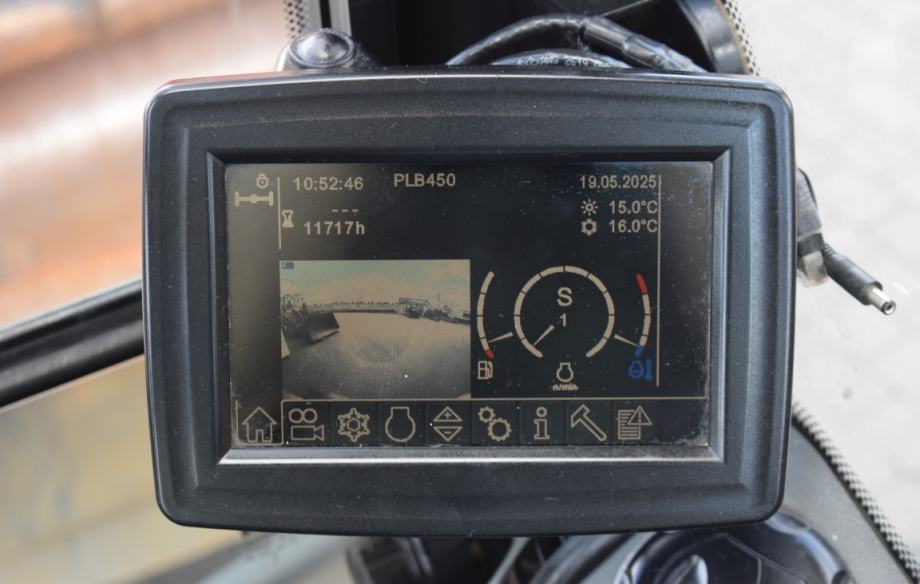 10:52:46 PLB450 19.05.2025
---
15.0°C
11717h
16.0°C
S
1
n/min